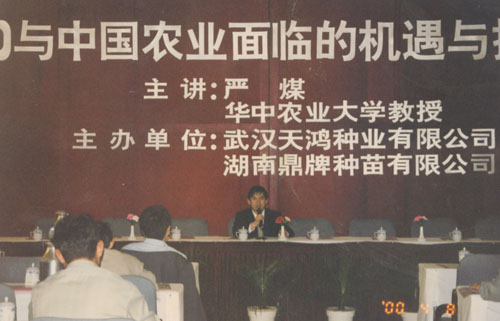 O与中国农业面临的机遇与挑
主讲:严 煤
华中农业大学教授
主办单位:武汉天鸿种业有限公司
湖南鼎牌种苗有限公司
'00 4 8